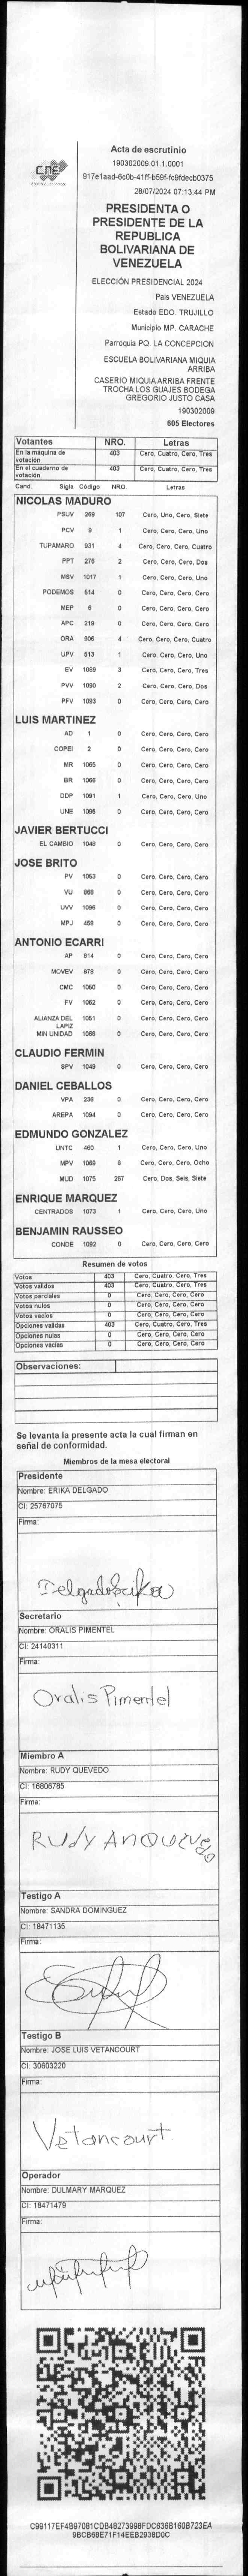 CNE
Acta de escrutinio
190302009.01.1.0001
917e1aad-6c0b-41ff-b59f-fc9fdecb0375
28/07/2024 07:13:44 PM
PRESIDENTA O
PRESIDENTE DE LA
REPUBLICA
BOLIVARIANA DE
VENEZUELA
ELECCIÓN PRESIDENCIAL 2024
Pais VENEZUELA
Estado EDO. TRUJILLO
Municipio MP. CARACHE
Parroquia PQ. LA CONCEPCION
ESCUELA BOLIVARIANA MIQUIA
ARRIBA
CASERIO MIQUIA ARRIBA FRENTE
TROCHA LOS GUAJES BODEGA
GREGORIO JUSTO CASA
190302009
605 Electores
Votantes NRO. Letras
En la máquina de votación 403 Cero, Cuatro, Cero, Tres
En el cuaderno de votación 403 Cero, Cuatro, Cero, Tres
Cand. Sigla Código NRO. Letras
NICOLAS MADURO
PSUV 269 107 Cero, Uno, Cero, Siete
PCV 9 1 Cero, Cero, Cero, Uno
TUPAMARO 931 4 Cero, Cero, Cero, Cuatro
PPT 276 2 Cero, Cero, Cero, Dos
MSV 1017 1 Cero, Cero, Cero, Uno
PODEMOS 514 0 Cero, Cero, Cero, Cero
MEP 6 0 Cero, Cero, Cero, Cero
APC 219 0 Cero, Cero, Cero, Cero
ORA 906 4 Cero, Cero, Cero, Cuatro
UPV 513 1 Cero, Cero, Cero, Uno
EV 1089 3 Cero, Cero, Cero, Tres
PVV 1090 2 Cero, Cero, Cero, Dos
PFV 1093 0 Cero, Cero, Cero, Cero
LUIS MARTINEZ
AD 1 0 Cero, Cero, Cero, Cero
COPEI 2 0 Cero, Cero, Cero, Cero
MR 1065 0 Cero, Cero, Cero, Cero
BR 1066 0 Cero, Cero, Cero, Cero
DDP 1091 1 Cero, Cero, Cero, Uno
UNE 1095 0 Cero, Cero, Cero, Cero
JAVIER BERTUCCI
EL CAMBIO 1048 0 Cero, Cero, Cero, Cero
JOSE BRITO
PV 1053 0 Cero, Cero, Cero, Cero
VU 868 0 Cero, Cero, Cero, Cero
UVV 1096 0 Cero, Cero, Cero, Cero
MPJ 458 0 Cero, Cero, Cero, Cero
ANTONIO ECARRI
AP 814 0 Cero, Cero, Cero, Cero
MOVEV 878 0 Cero, Cero, Cero, Cero
CMC 1050 0 Cero, Cero, Cero, Cero
FV 1052 0 Cero, Cero, Cero, Cero
ALIANZA DEL LAPIZ 1051 0 Cero, Cero, Cero, Cero
MIN UNIDAD 1058 0 Cero, Cero, Cero, Cero
CLAUDIO FERMIN
SPV 1049 0 Cero, Cero, Cero, Cero
DANIEL CEBALLOS
VPA 236 0 Cero, Cero, Cero, Cero
AREPA 1094 0 Cero, Cero, Cero, Cero
EDMUNDO GONZALEZ
UNTC 460 1 Cero, Cero, Cero, Uno
MPV 1069 8 Cero, Cero, Cero, Ocho
MUD 1075 267 Cero, Dos, Seis, Siete
ENRIQUE MARQUEZ
CENTRADOS 1073 1 Cero, Cero, Cero, Uno
BENJAMIN RAUSSEO
CONDE 1092 0 Cero, Cero, Cero, Cero
Resumen de votos
Votos 403 Cero, Cuatro, Cero, Tres
Votos validos 403 Cero, Cuatro, Cero, Tres
Votos parciales 0 Cero, Cero, Cero, Cero
Votos nulos 0 Cero, Cero, Cero, Cero
Votos vacios 0 Cero, Cero, Cero, Cero
Opciones validas 403 Cero, Cuatro, Cero, Tres
Opciones nulas 0 Cero, Cero, Cero, Cero
Opciones vacias 0 Cero, Cero, Cero, Cero
Observaciones:
Se levanta la presente acta la cual firman en
señal de conformidad.
Miembros de la mesa electoral
Presidente
Nombre: ERIKA DELGADO
CI: 25767075
Firma:
Delgado Erika
Secretario
Nombre: ORALIS PIMENTEL
CI: 24140311
Firma:
Oralis Pimentel
Miembro A
Nombre: RUDY QUEVEDO
CI: 16806785
Firma:
RUdy
Testigo A
Nombre: SANDRA DOMINGUEZ
CI: 18471135
Firma:
Testigo B
Nombre: JOSE LUIS VETANCOURT
CI: 30603220
Firma:
Vetancourt
Operador
Nombre: DULMARY MARQUEZ
CI: 18471479
Firma:
C99117EF4B97081CDB48273998FDC636B160B723EA
9BCB68E71F14EEB2938D0C